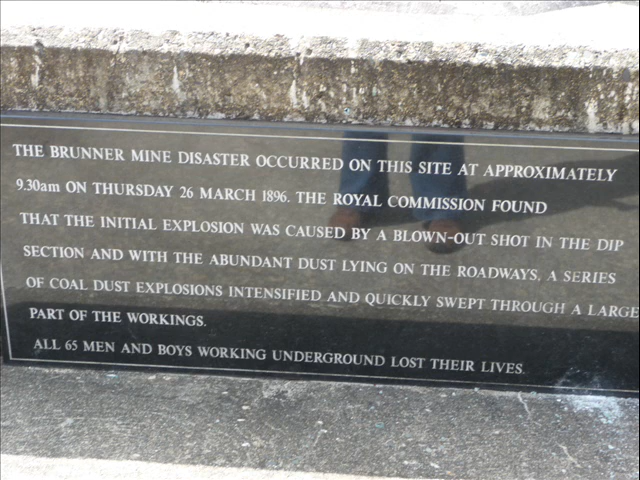 THE BRUNNER MINE DISASTER OCCURRED ON THIS SITE AT APPROXIMATELY
9.30am ON THURSDAY 26 MARCH 1896. THE ROYAL COMMISSION FOUND
THAT THE INITIAL EXPLOSION WAS CAUSED BY A BLOWN-OUT SHOT IN THE DIP
SECTION AND WITH THE ABUNDANT DUST LYING ON THE ROADWAYS, A SERIES
OF COAL DUST EXPLOSIONS INTENSIFIED AND QUICKLY SWEPT THROUGH A LARGE
PART OF THE WORKINGS.
ALL 65 MEN AND BOYS WORKING UNDERGROUND LOST THEIR LIVES.